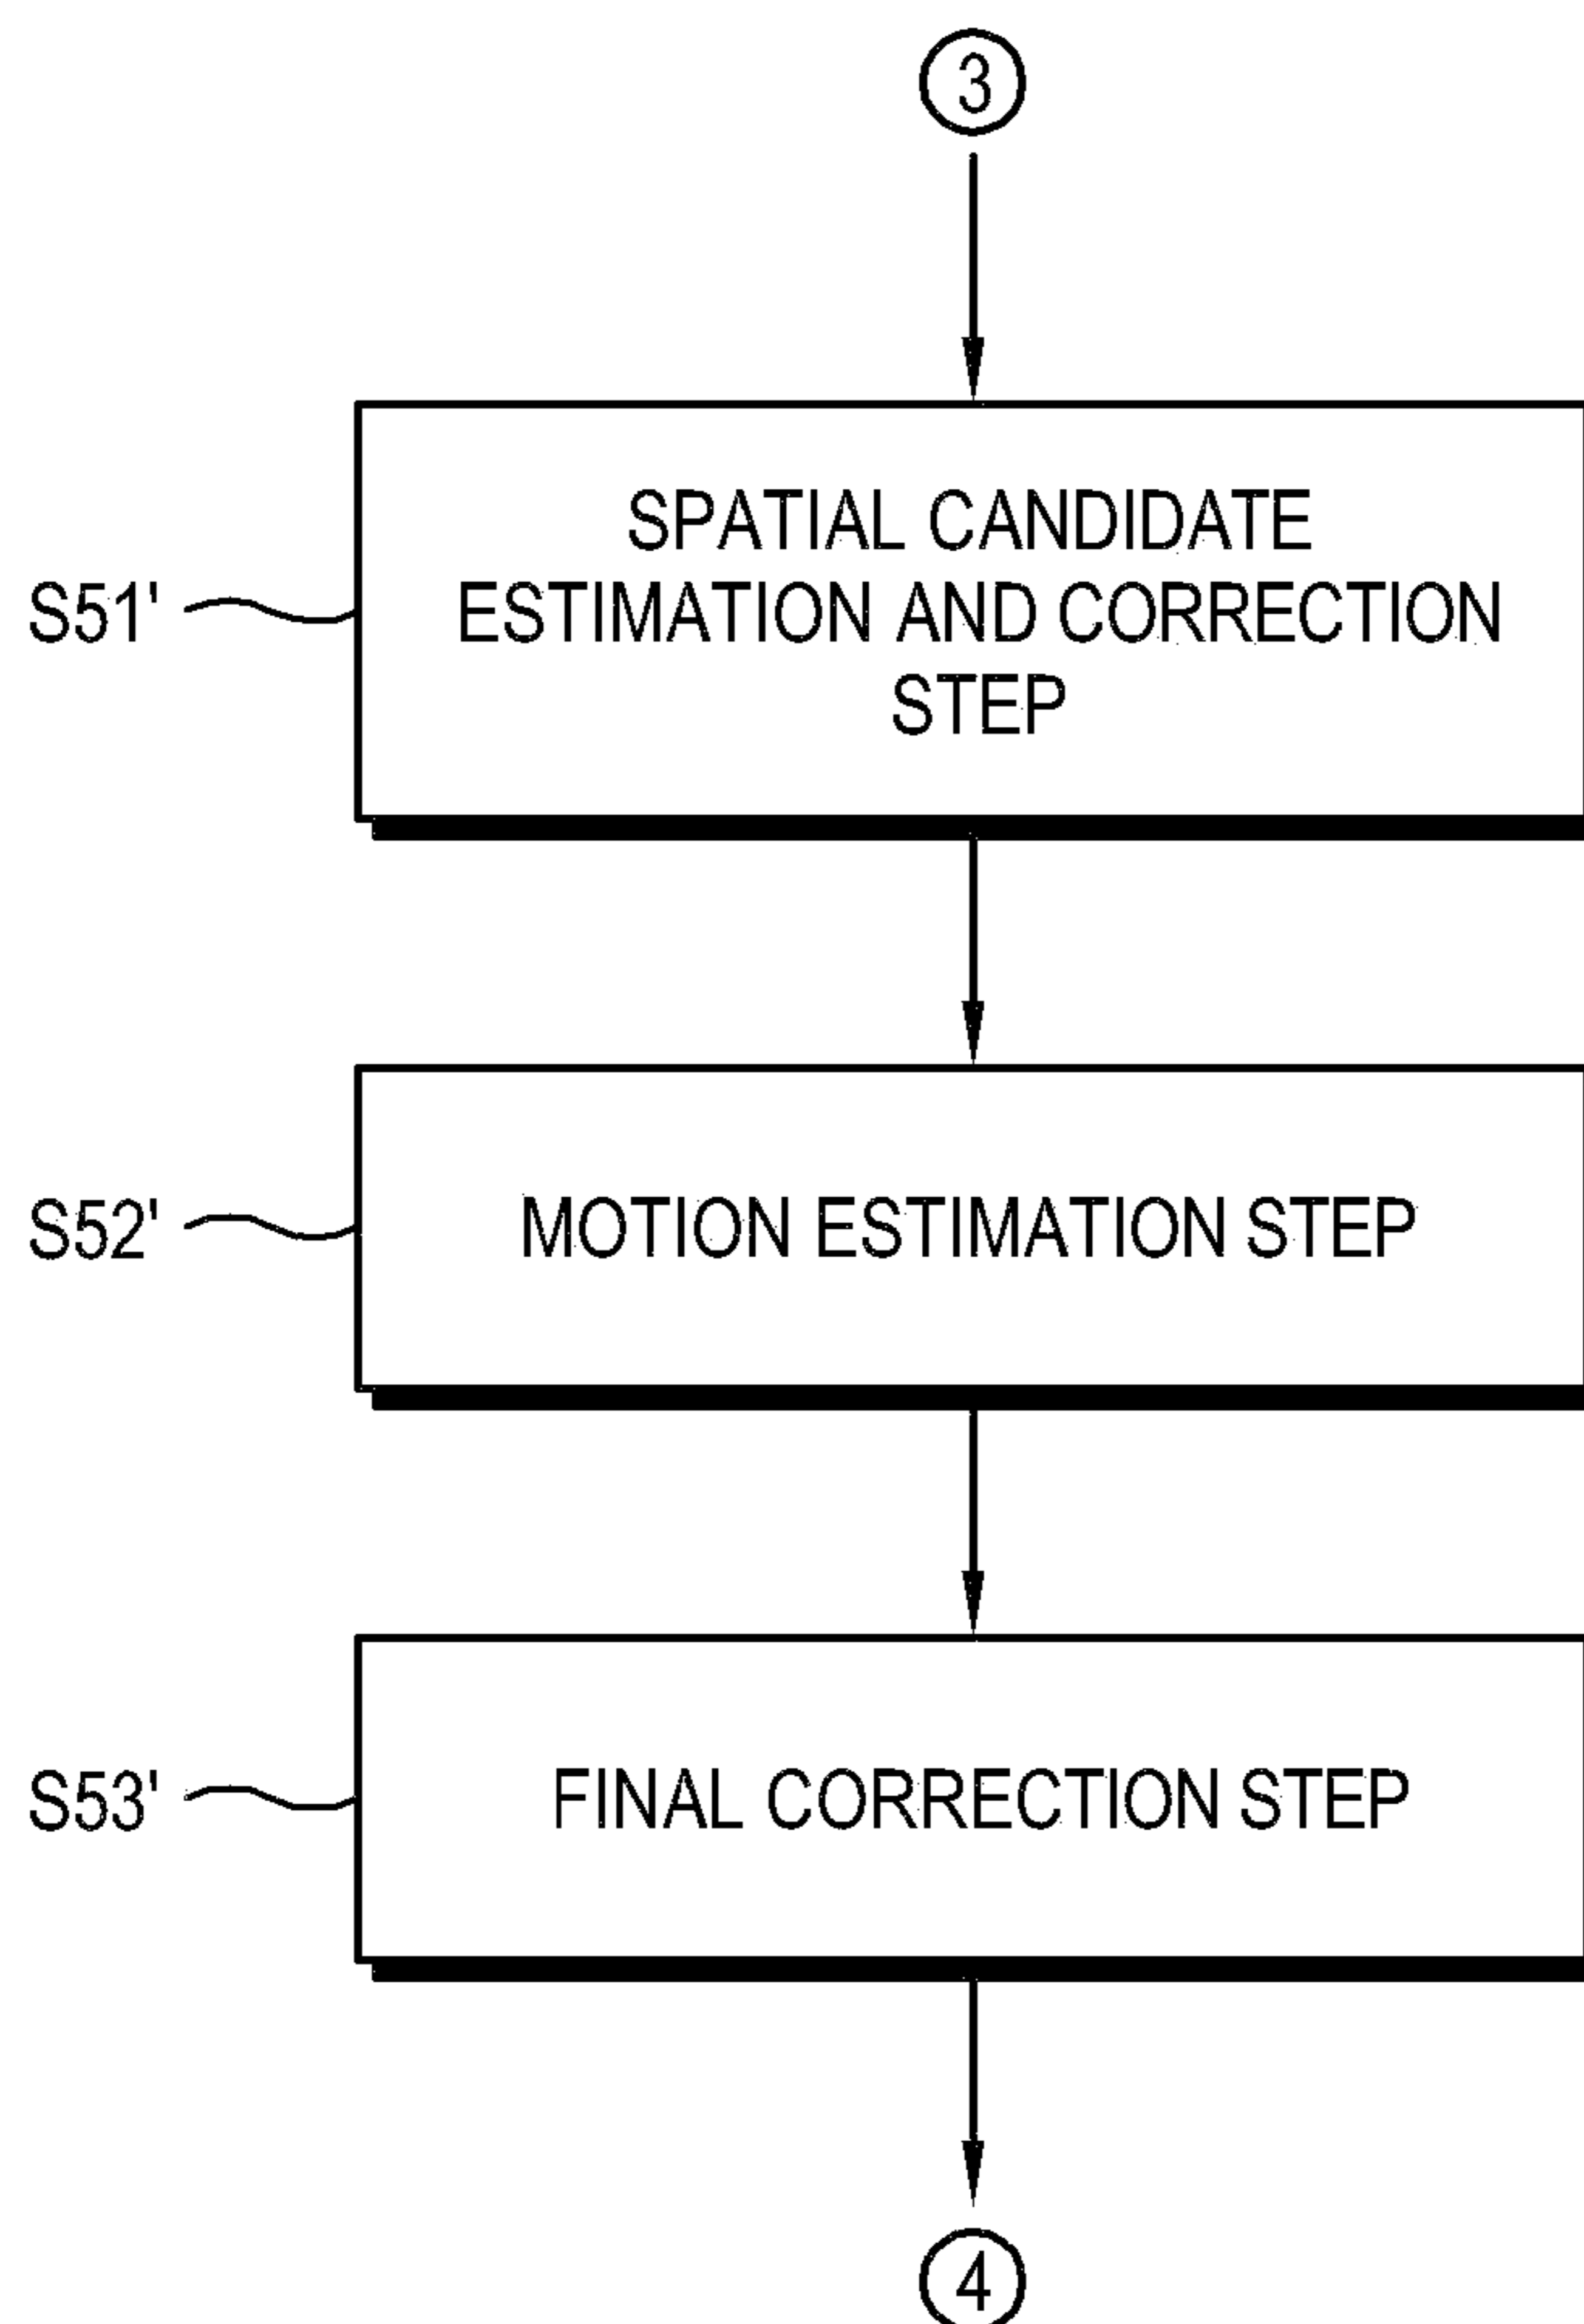 3
SPATIAL CANDIDATE
ESTIMATION AND CORRECTION
STEP
S51'
MOTION ESTIMATION STEP
S52'
FINAL CORRECTION STEP
S53'
4